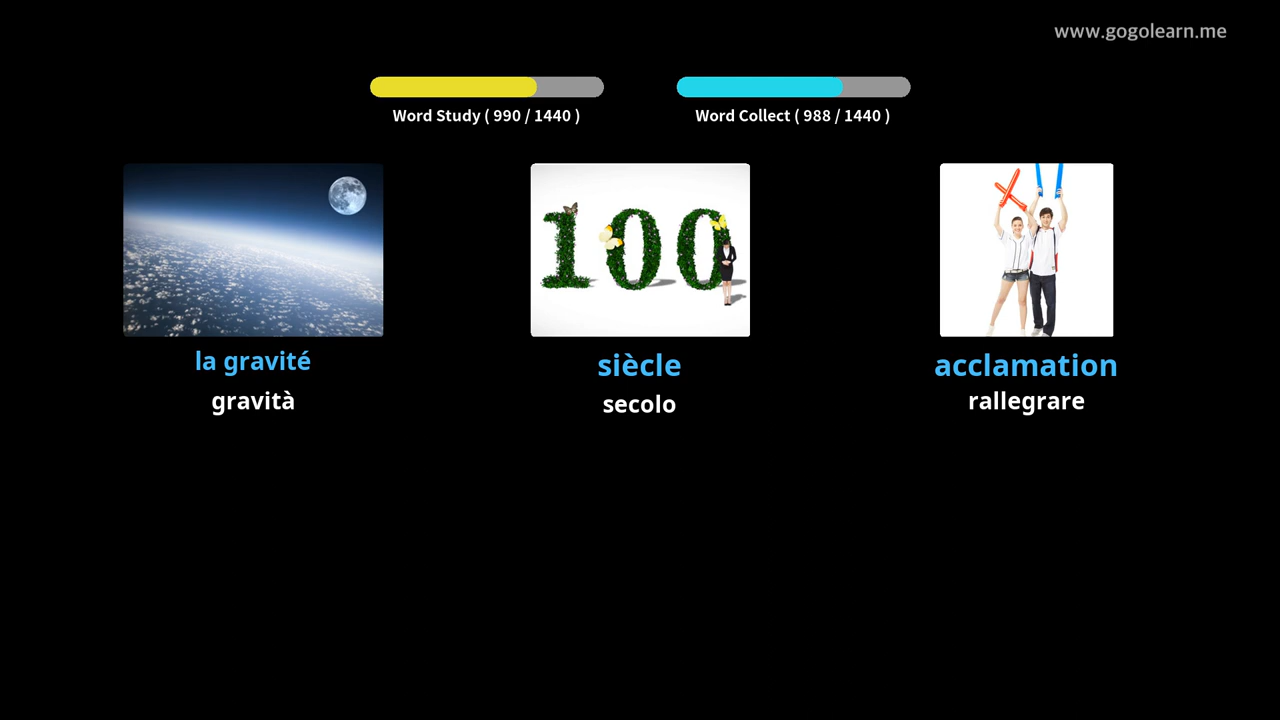 www.gogolearn.me
Word Study ( 990 / 1440 )
Word Collect ( 988 / 1440 )
100
la gravité
siècle
acclamation
gravità
secolo
rallegrare